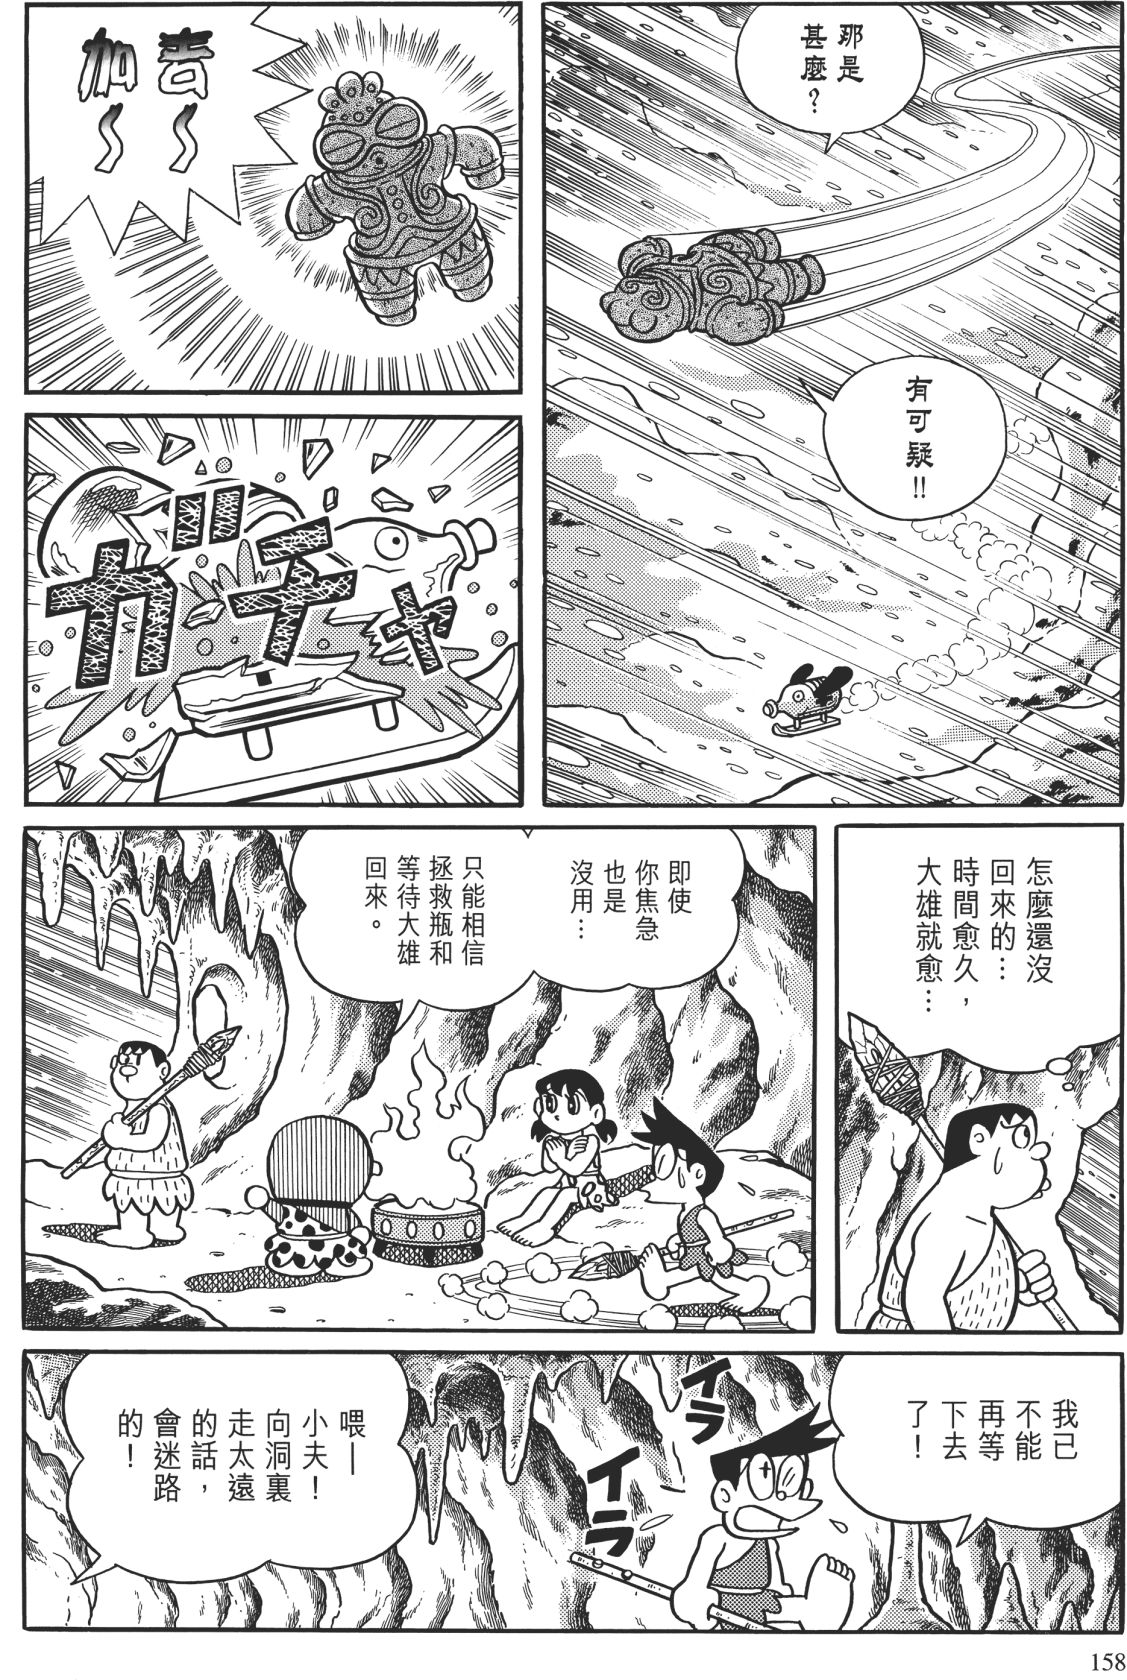 那是
甚麼?
有可疑!!
吉～
加～
ガチャ
怎麼還沒
回來的…
時間愈久，
大雄就愈…
即使
你焦急
也是
沒用…
只能相信
拯救瓶和
等待大雄
回來。
我已
不能
再等
下去
了！
イラ
イラ
喂—
小夫！
向洞裏
走太遠
的話，
會迷路
的！
158